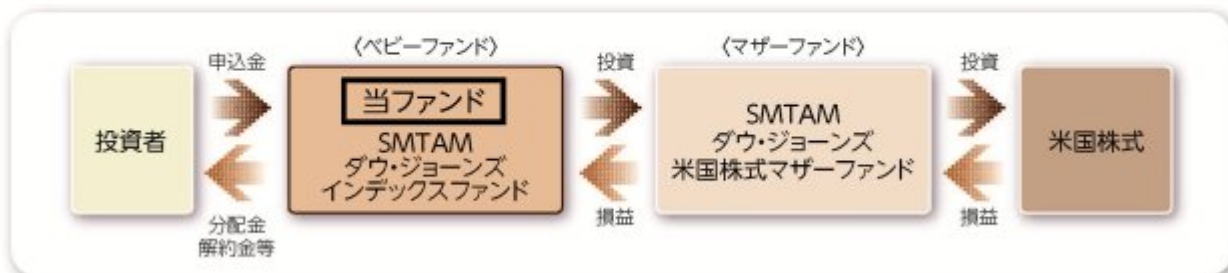 〈ベビーファンド〉
〈マザーファンド〉
申込金
投資
投資
投資者
当ファンド
SMTAM
ダウ・ジョーンズ
インデックスファンド
SMTAM
ダウ・ジョーンズ
米国株式マザーファンド
米国株式
分配金
解約金等
損益
損益